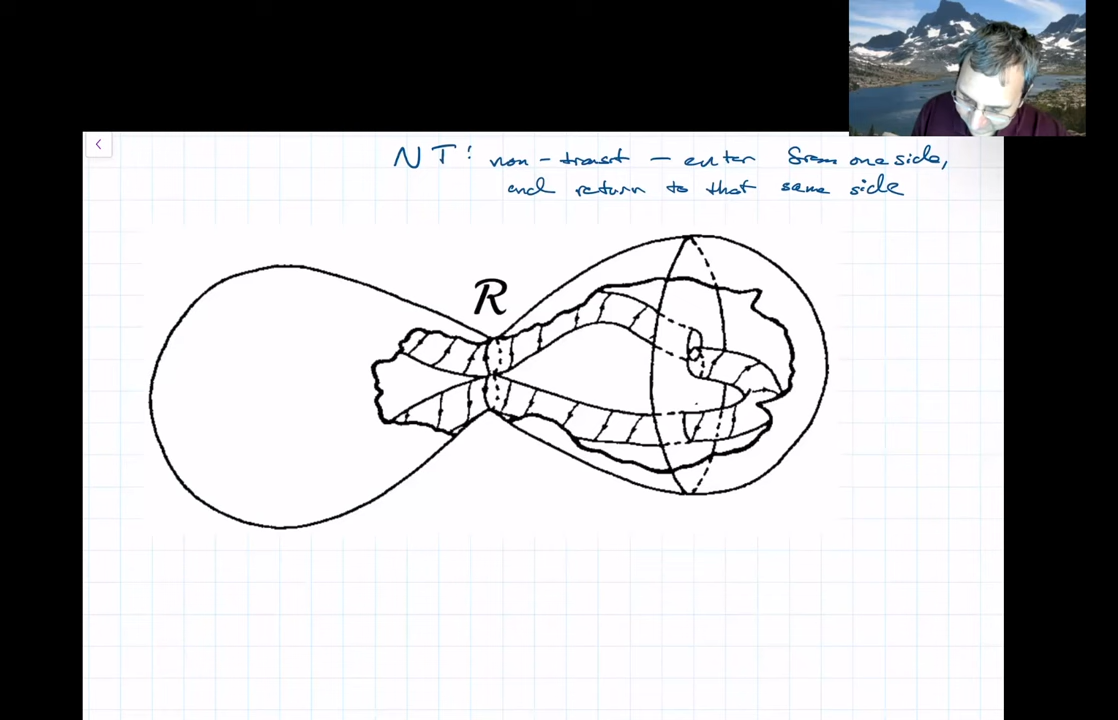 NT: non-transit — enter from one side,
and return to that same side
R